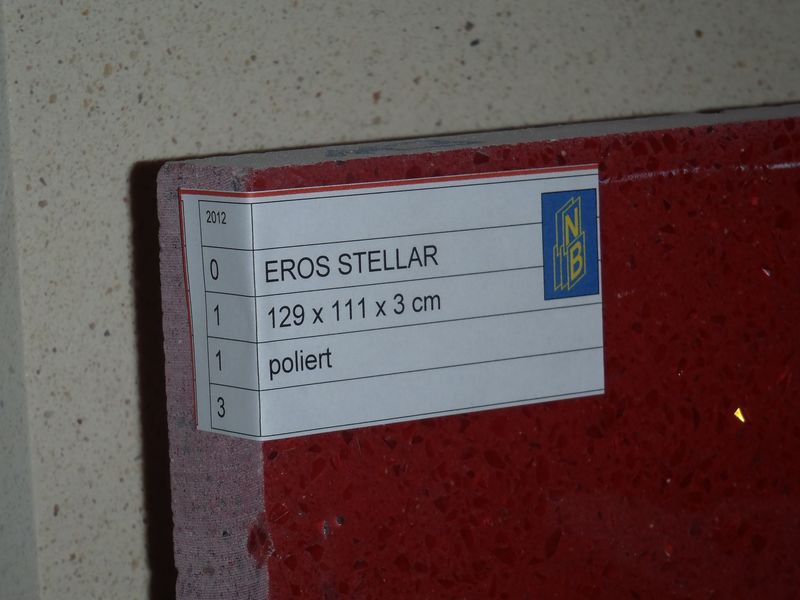 2012
0 EROS STELLAR
1 129 x 111 x 3 cm
1 poliert
3
NB